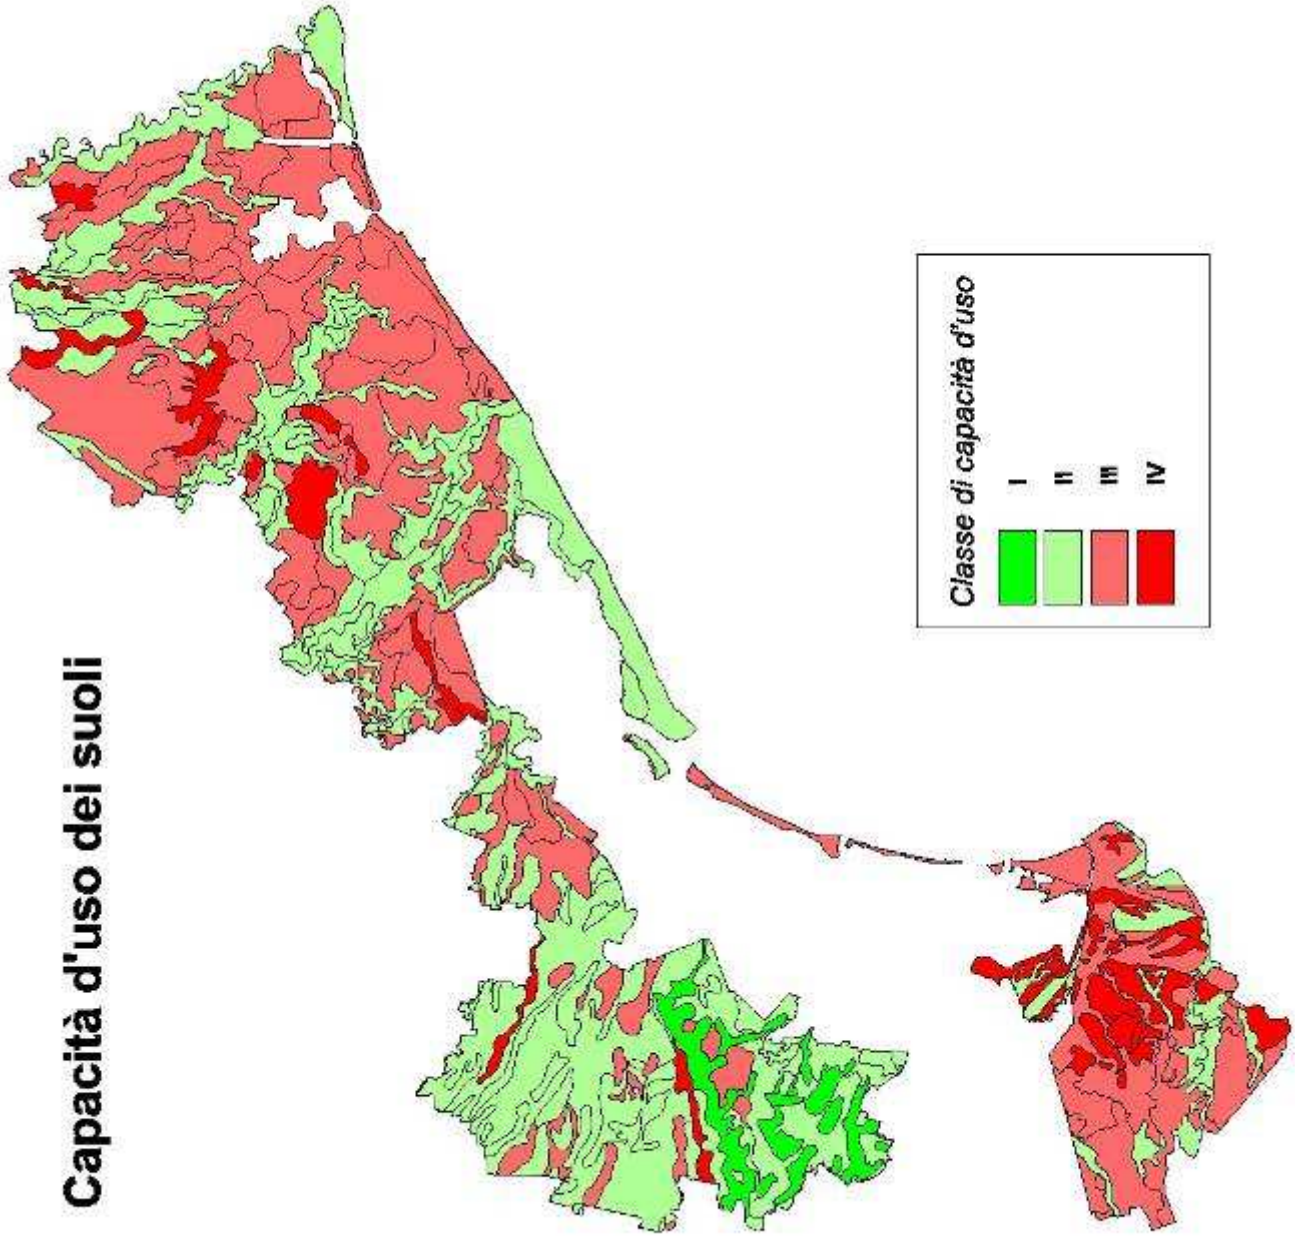 Capacità d'uso dei suoli
Classe di capacità d'uso
I
II
III
IV